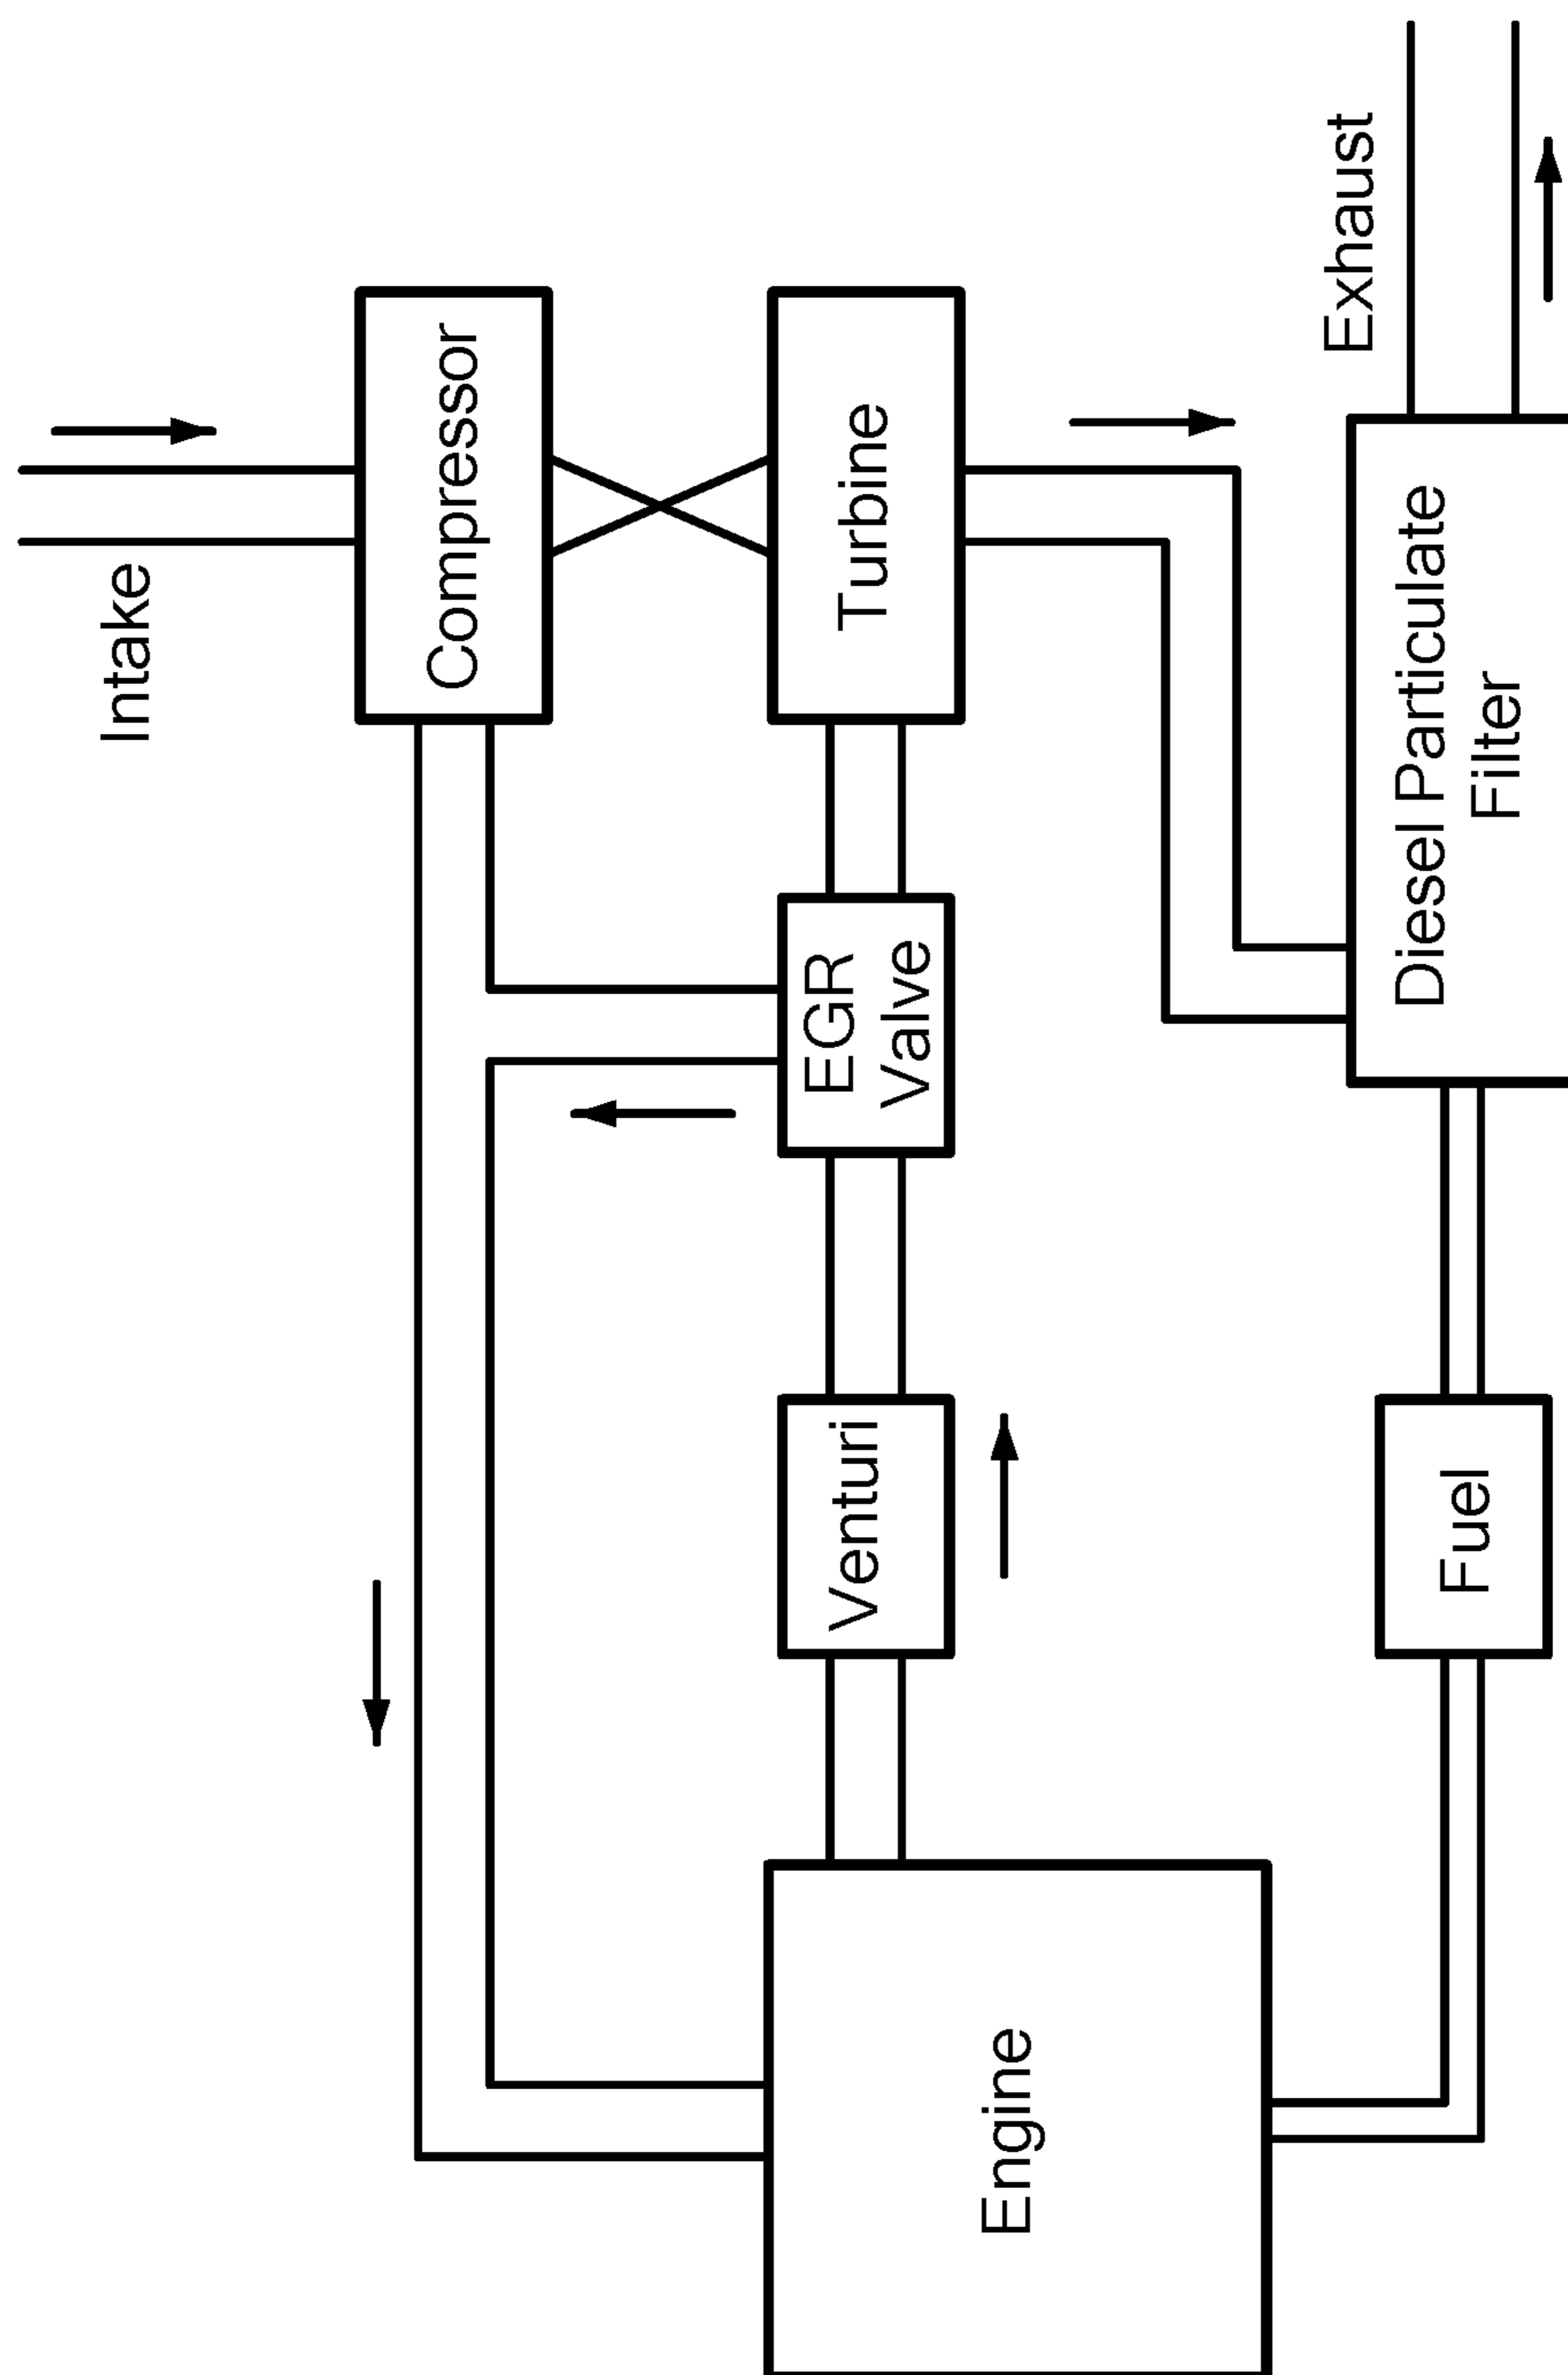 Intake
Compressor
Turbine
Exhaust
EGR
Valve
Diesel Particulate
Filter
Venturi
Fuel
Engine